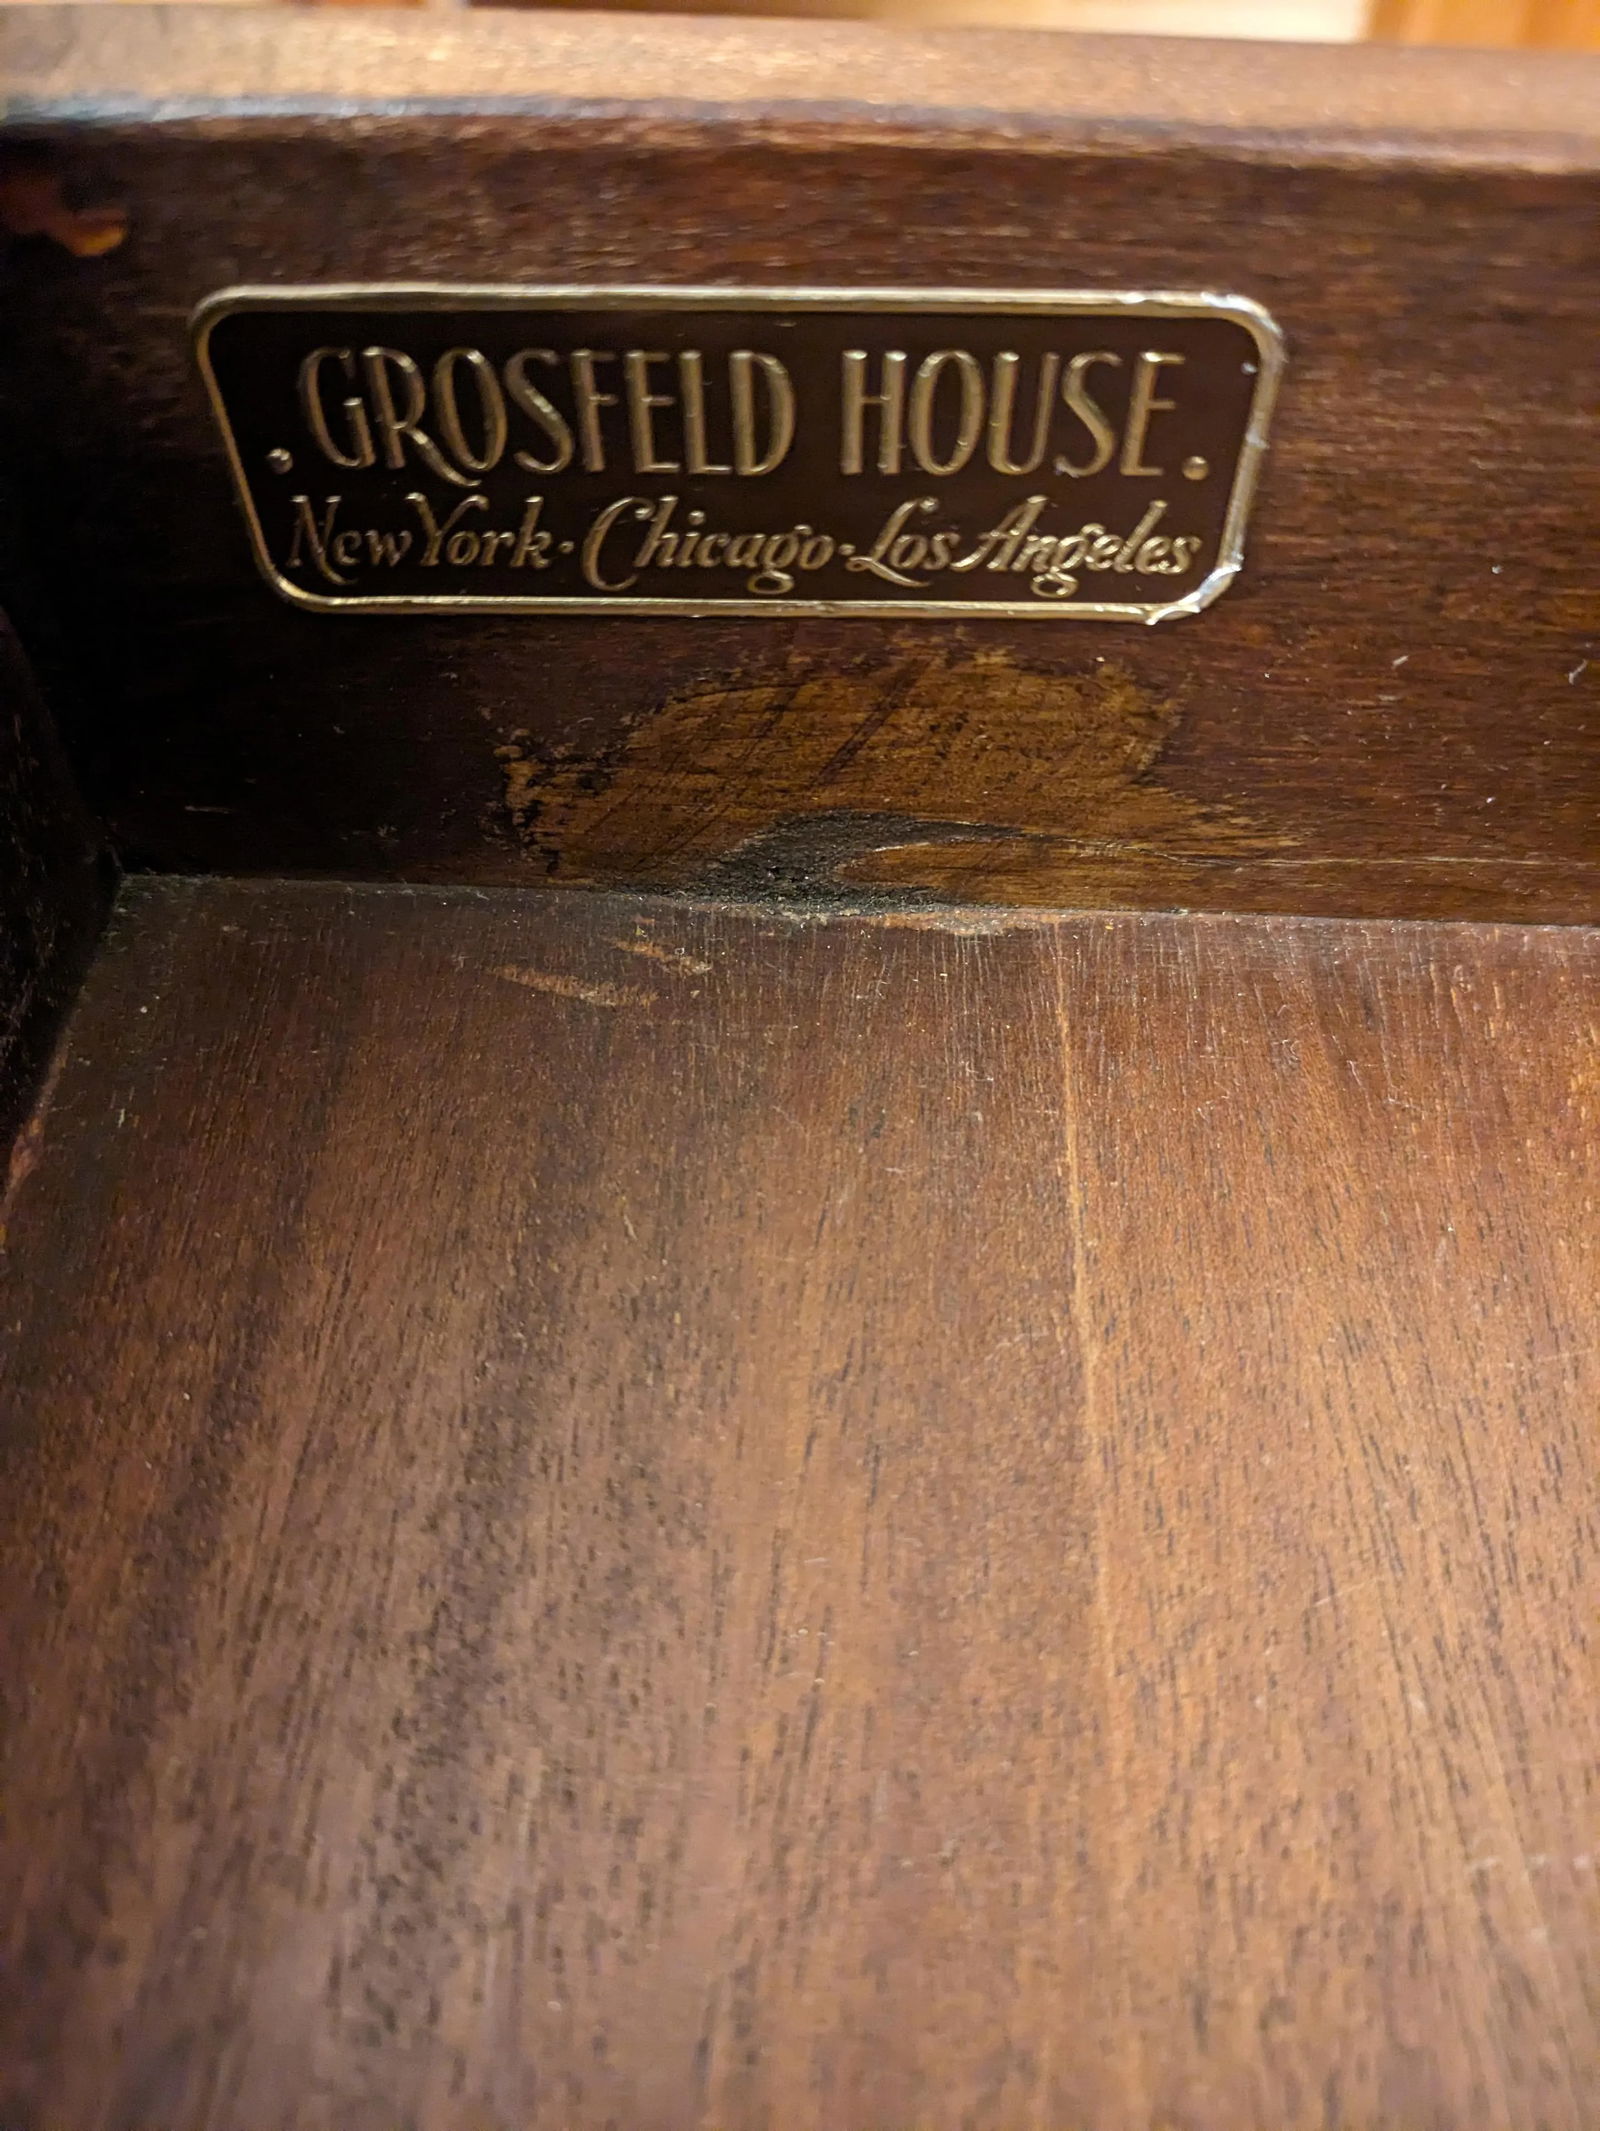 . GROSFELD HOUSE .
New York · Chicago · Los Angeles